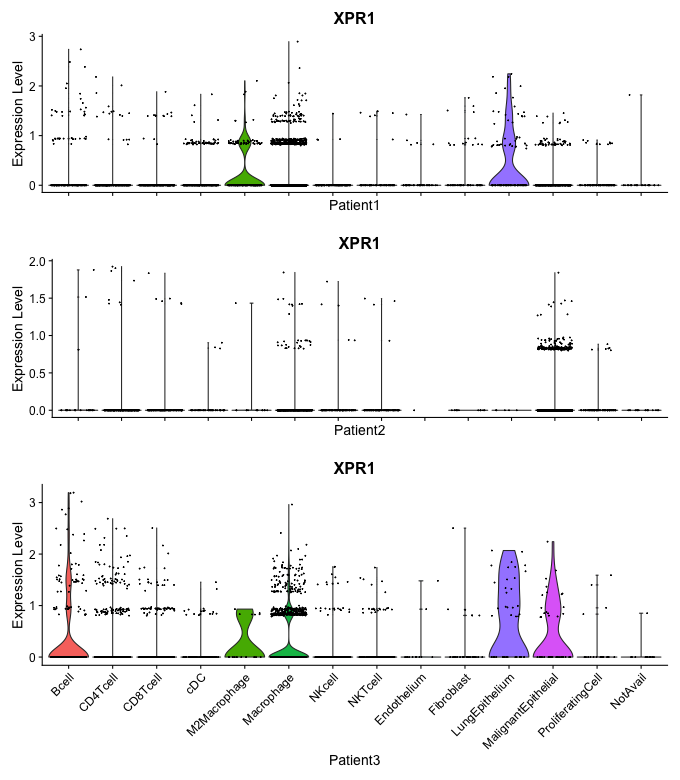 XPR1
Expression Level
3
2
1
0
Patient1
XPR1
Expression Level
2.0
1.5
1.0
0.5
0.0
Patient2
XPR1
Expression Level
3
2
1
0
Bcell
CD4Tcell
CD8Tcell
cDC
M2Macrophage
Macrophage
NKcell
NKTcell
Endothelium
Fibroblast
LungEpithelium
MalignantEpithelial
ProliferatingCell
NotAvail
Patient3